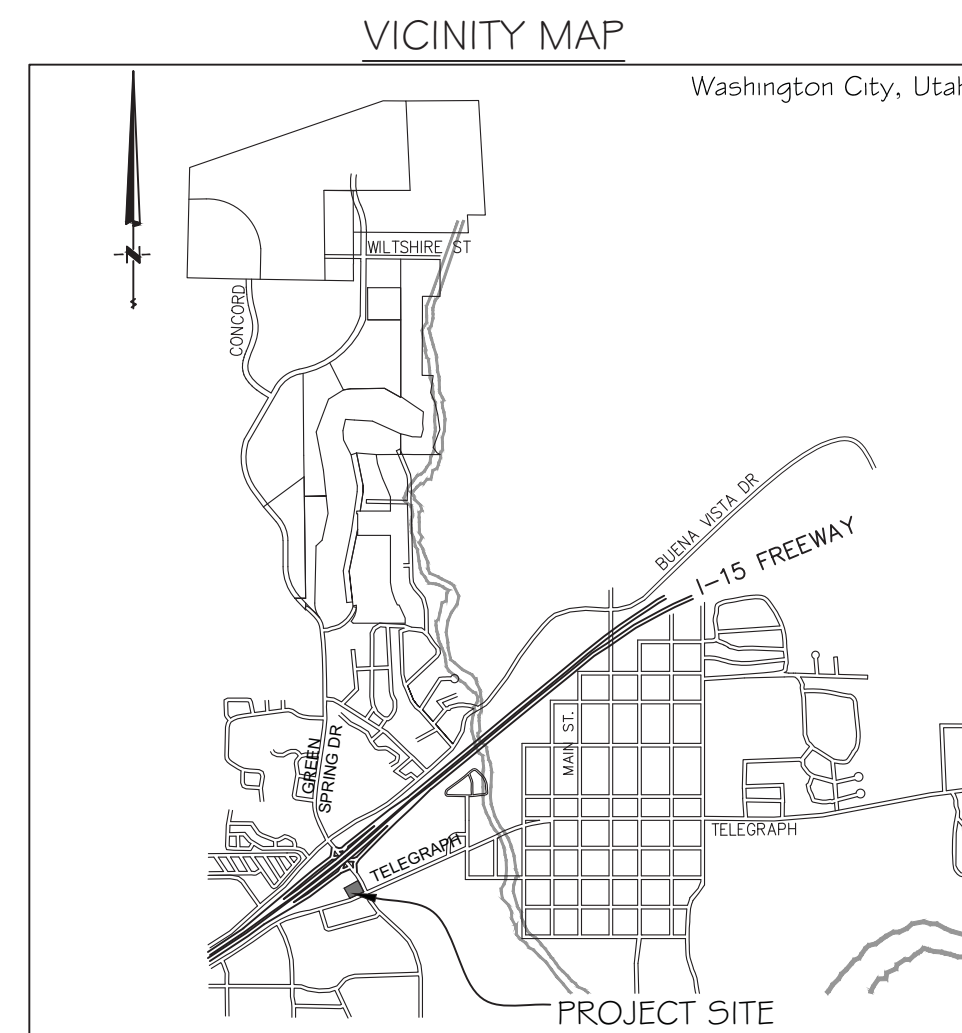 VICINITY MAP
Washington City, Utah
N
WILTSHIRE ST
CONCORD
BUENA VISTA DR
I-15 FREEWAY
MAIN ST.
GREEN
SPRING DR
TELEGRAPH
TELEGRAPH
PROJECT SITE